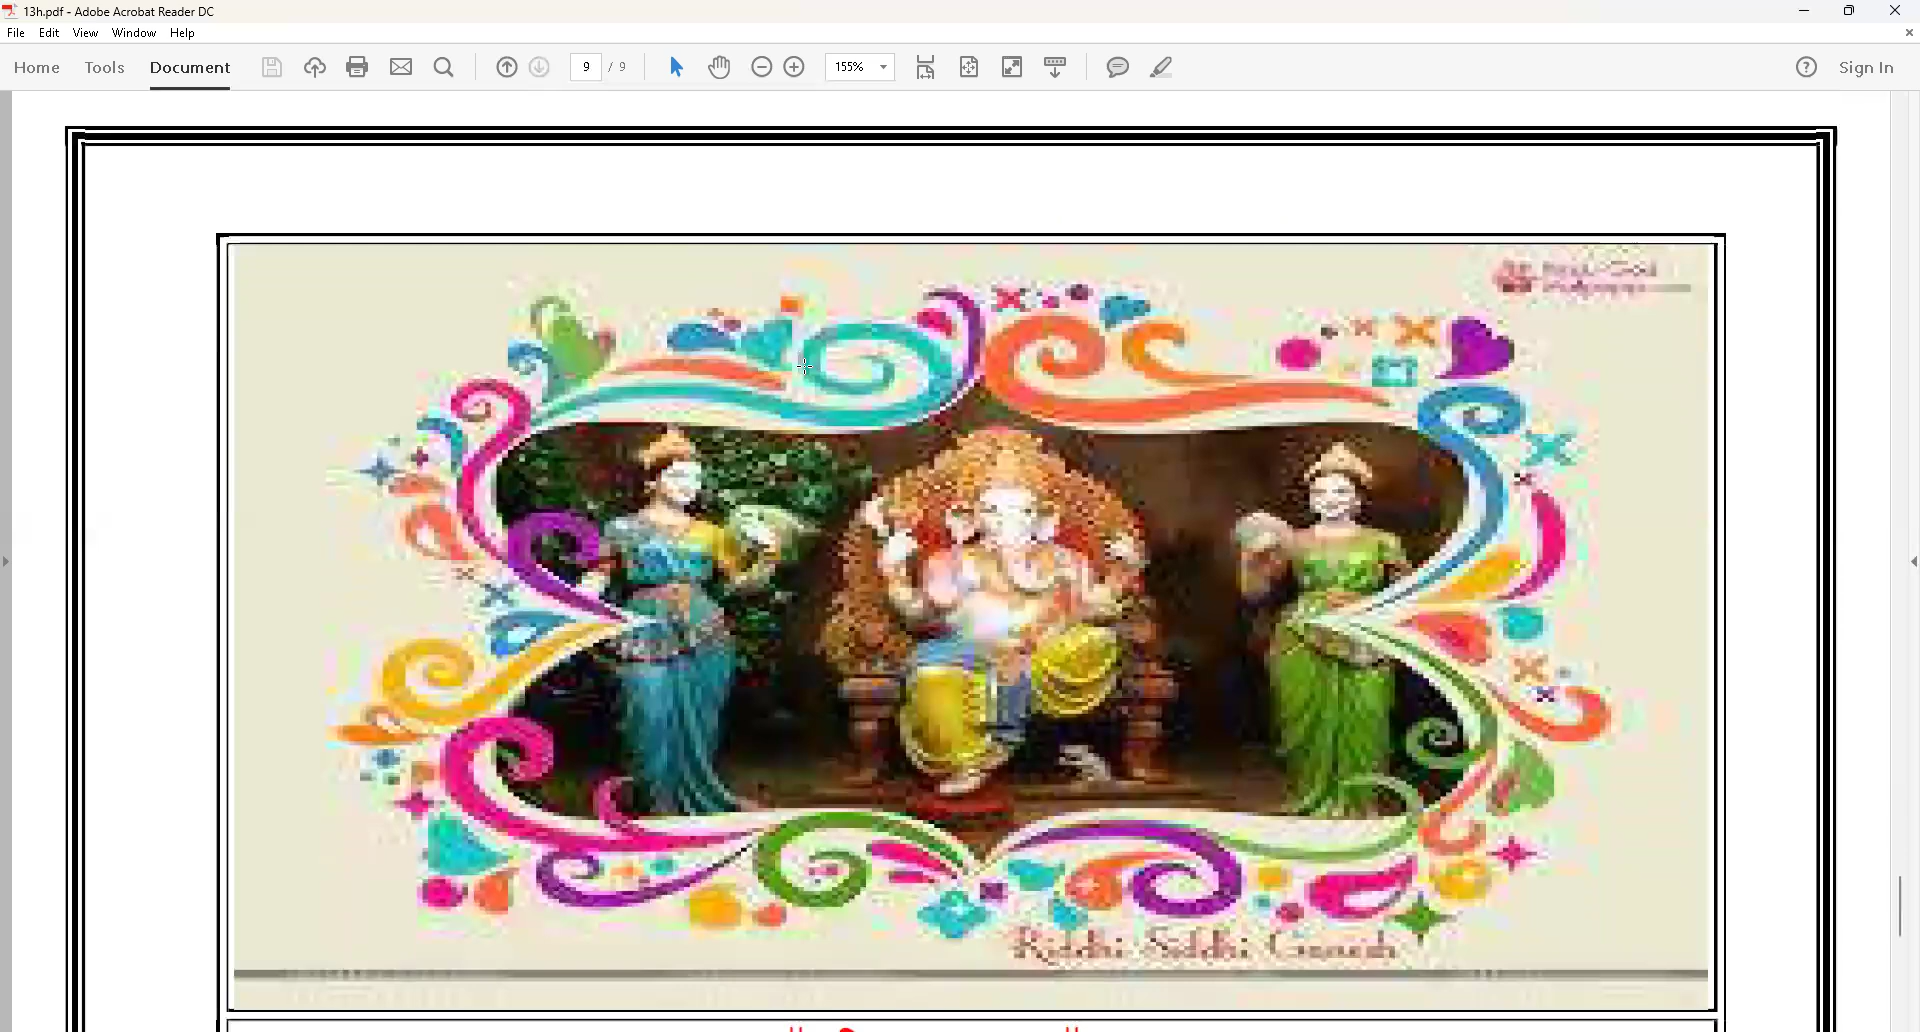 13h.pdf - Adobe Acrobat Reader DC
File Edit View Window Help
Home Tools Document 9 / 9 155% Sign In
Riddhi Siddhi Ganesh